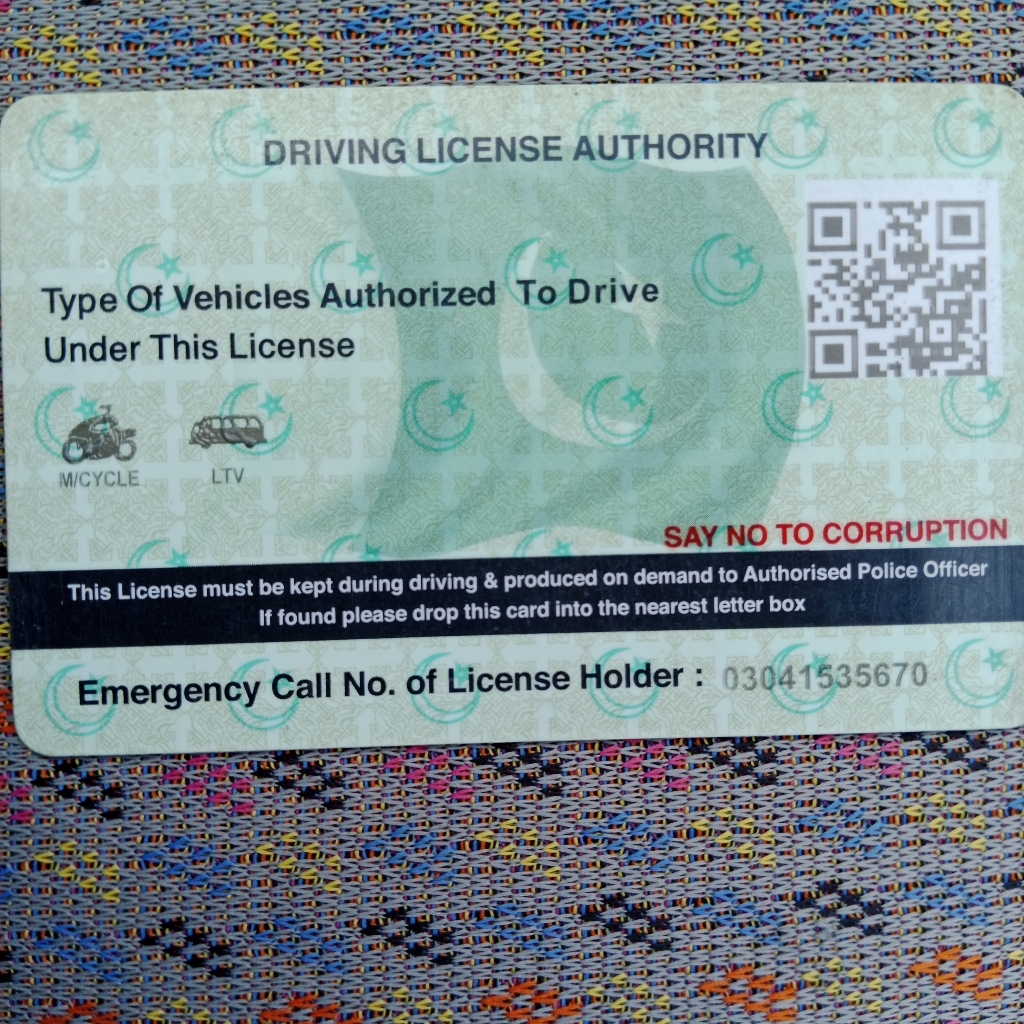 DRIVING LICENSE AUTHORITY
Type Of Vehicles Authorized To Drive
Under This License
M/CYCLE LTV
SAY NO TO CORRUPTION
This License must be kept during driving & produced on demand to Authorised Police Officer
If found please drop this card into the nearest letter box
Emergency Call No. of License Holder : 03041535670